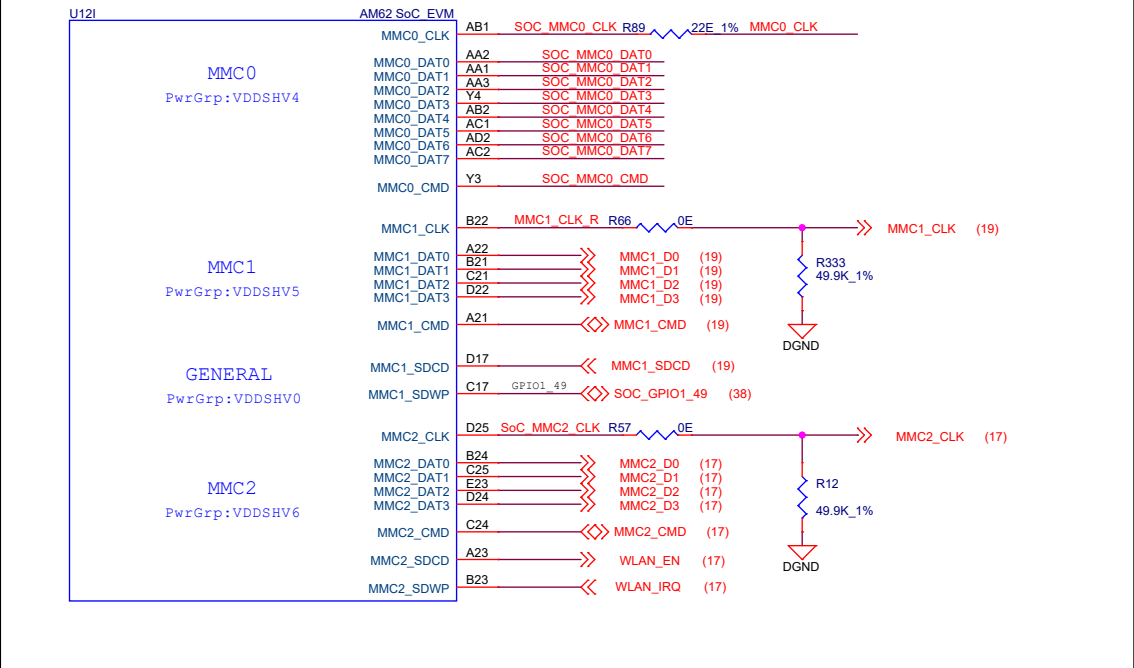 U12I AM62 SoC_EVM
MMC0_CLK AB1 SOC_MMC0_CLK R89 22E_1% MMC0_CLK
MMC0
PwrGrp:VDDSHV4
MMC0_DAT0 AA2 SOC_MMC0_DAT0
MMC0_DAT1 AA1 SOC_MMC0_DAT1
MMC0_DAT2 AA3 SOC_MMC0_DAT2
MMC0_DAT3 Y4 SOC_MMC0_DAT3
MMC0_DAT4 AB2 SOC_MMC0_DAT4
MMC0_DAT5 AC1 SOC_MMC0_DAT5
MMC0_DAT6 AD2 SOC_MMC0_DAT6
MMC0_DAT7 AC2 SOC_MMC0_DAT7
MMC0_CMD Y3 SOC_MMC0_CMD
MMC1_CLK B22 MMC1_CLK_R R66 0E MMC1_CLK (19)
MMC1
PwrGrp:VDDSHV5
MMC1_DAT0 A22 MMC1_D0 (19)
MMC1_DAT1 B21 MMC1_D1 (19)
MMC1_DAT2 C21 MMC1_D2 (19)
MMC1_DAT3 D22 MMC1_D3 (19)
R333
49.9K_1%
MMC1_CMD A21 MMC1_CMD (19)
DGND
MMC1_SDCD D17 MMC1_SDCD (19)
GENERAL
PwrGrp:VDDSHV0
MMC1_SDWP C17 GPIO1_49 SOC_GPIO1_49 (38)
MMC2_CLK D25 SoC_MMC2_CLK R57 0E MMC2_CLK (17)
MMC2_DAT0 B24 MMC2_D0 (17)
MMC2_DAT1 C25 MMC2_D1 (17)
MMC2_DAT2 E23 MMC2_D2 (17)
MMC2_DAT3 D24 MMC2_D3 (17)
MMC2
PwrGrp:VDDSHV6
R12
49.9K_1%
MMC2_CMD C24 MMC2_CMD (17)
MMC2_SDCD A23 WLAN_EN (17)
DGND
MMC2_SDWP B23 WLAN_IRQ (17)